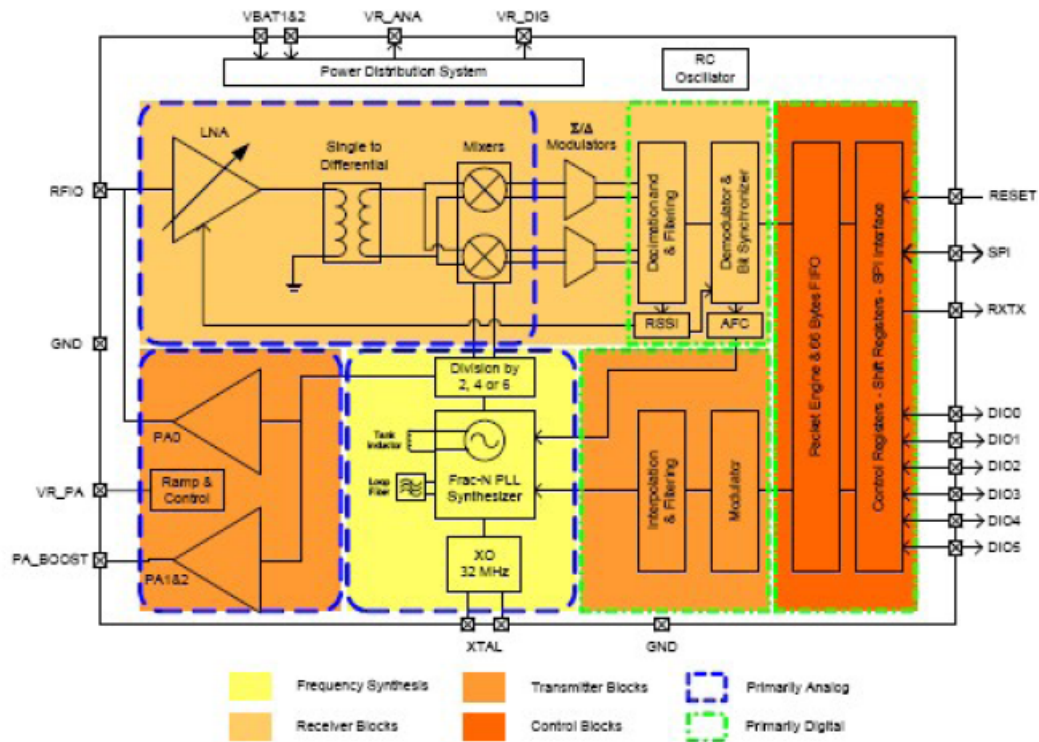 VBAT1&2
VR_ANA
VR_DIG
Power Distribution System
RC
Oscillator
LNA
Single to
Differential
Mixers
Σ/Δ
Modulators
RFIO
Decimation and
& Filtering
Demodulator &
Bit Synchronizer
Packet Engine & 66 Bytes FIFO
Control Registers - Shift Registers - SPI Interface
RESET
SPI
RXTX
RSSI
AFC
GND
Division by
2, 4 or 6
PA0
Tank
Inductor
Loop
Filter
Frac-N PLL
Synthesizer
Interpolation
& Filtering
Modulator
DIO0
DIO1
DIO2
DIO3
DIO4
DIO5
VR_PA
Ramp &
Control
PA_BOOST
PA1&2
XO
32 MHz
XTAL
GND
Frequency Synthesis
Transmitter Blocks
Primarily Analog
Receiver Blocks
Control Blocks
Primarily Digital